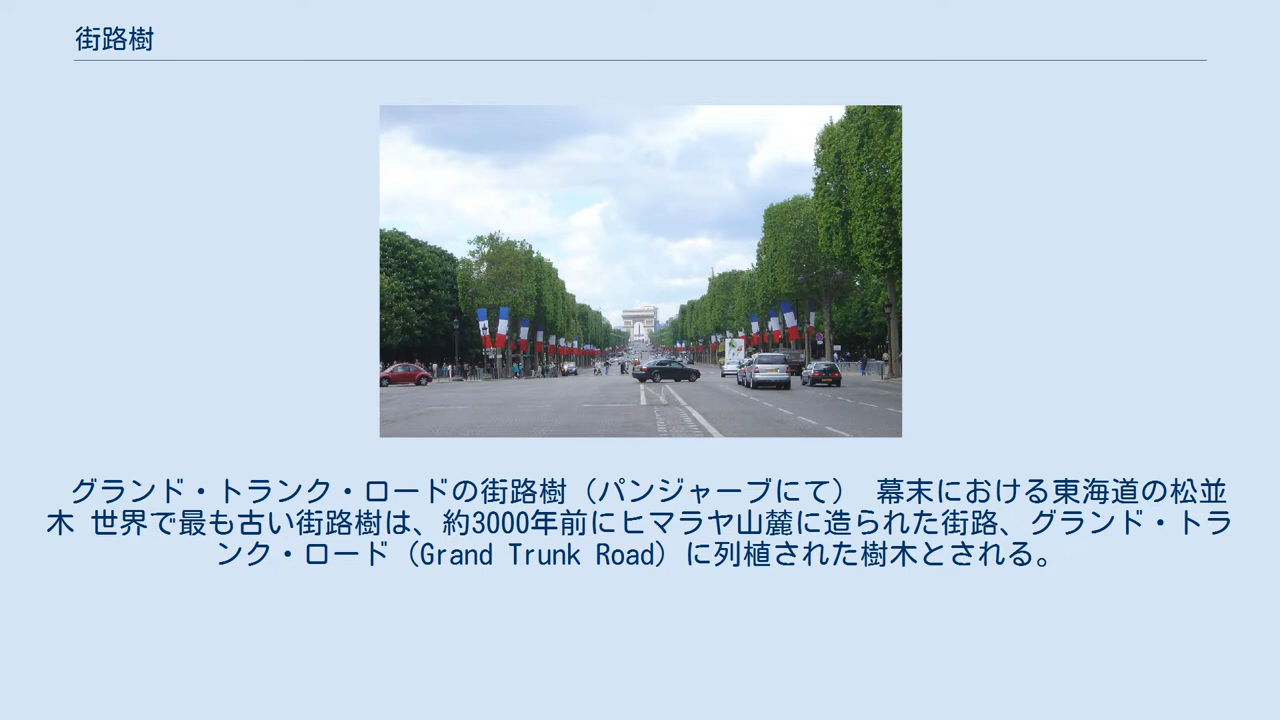 街路樹
グランド・トランク・ロードの街路樹（パンジャーブにて） 幕末における東海道の松並
木 世界で最も古い街路樹は、約3000年前にヒマラヤ山麓に造られた街路、グランド・トラ
ンク・ロード（Grand Trunk Road）に列植された樹木とされる。